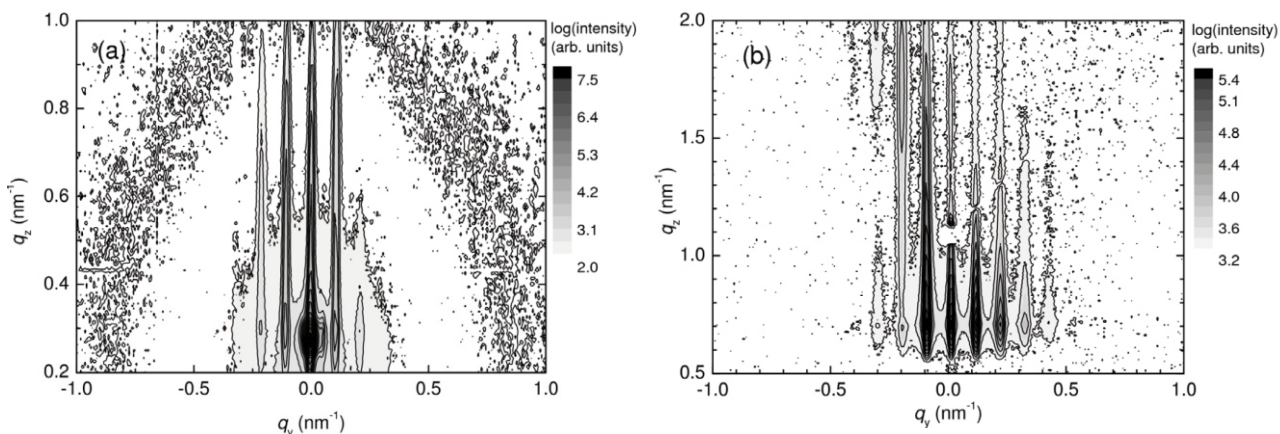 (a)
log(intensity)
(arb. units)
7.5
6.4
5.3
4.2
3.1
2.0
1.0
0.8
0.6
0.4
0.2
q_z (nm⁻¹)
-1.0 -0.5 0.0 0.5 1.0
q_y (nm⁻¹)
(b)
log(intensity)
(arb. units)
5.4
5.1
4.8
4.4
4.0
3.6
3.2
2.0
1.5
1.0
0.5
q_z (nm⁻¹)
-1.0 -0.5 0.0 0.5 1.0
q_y (nm⁻¹)